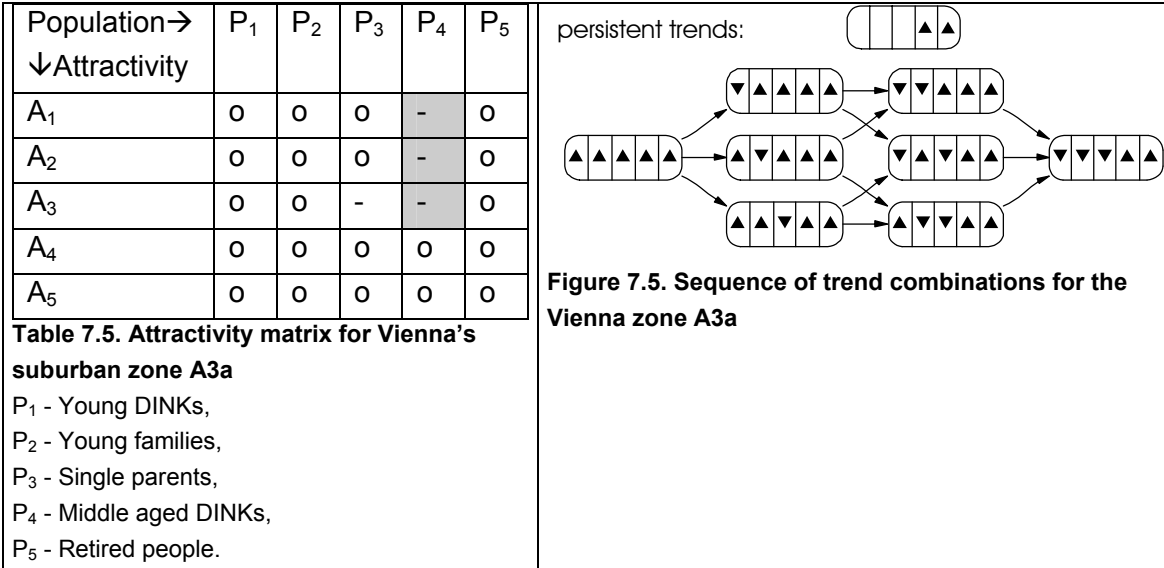 Population→ P₁ P₂ P₃ P₄ P₅
↓Attractivity
A₁ o o o - o
A₂ o o o - o
A₃ o o - - o
A₄ o o o o o
A₅ o o o o o
Table 7.5. Attractivity matrix for Vienna's
suburban zone A3a
P₁ - Young DINKs,
P₂ - Young families,
P₃ - Single parents,
P₄ - Middle aged DINKs,
P₅ - Retired people.
persistent trends:
Figure 7.5. Sequence of trend combinations for the
Vienna zone A3a